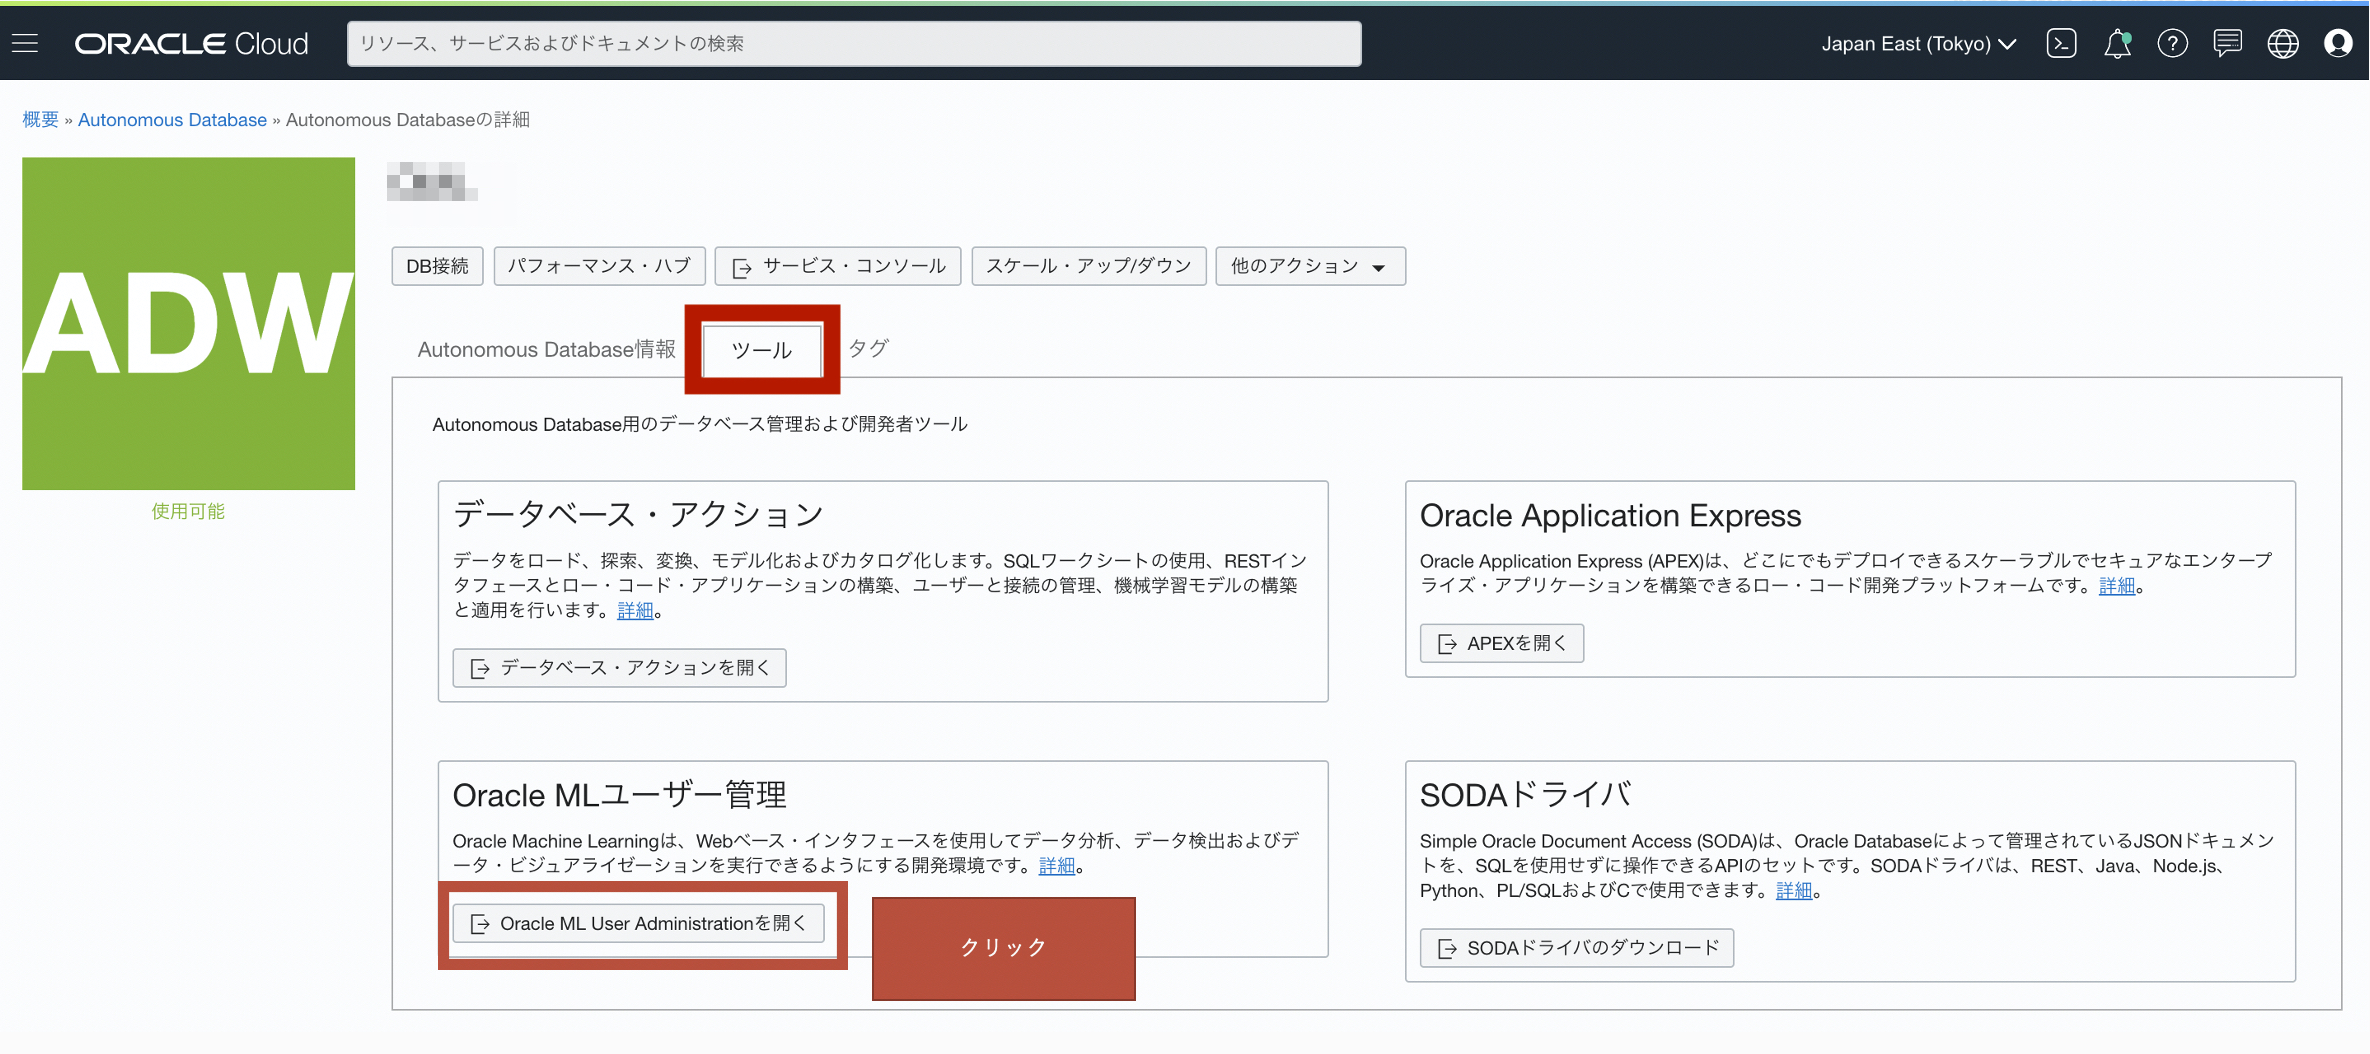 ORACLE Cloud
リソース、サービスおよびドキュメントの検索
Japan East (Tokyo)
概要 » Autonomous Database » Autonomous Databaseの詳細
ADW
使用可能
DB接続
パフォーマンス・ハブ
サービス・コンソール
スケール・アップ/ダウン
他のアクション
Autonomous Database情報
ツール
タグ
Autonomous Database用のデータベース管理および開発者ツール
データベース・アクション
データをロード、探索、変換、モデル化およびカタログ化します。SQLワークシートの使用、RESTイン
タフェースとロー・コード・アプリケーションの構築、ユーザーと接続の管理、機械学習モデルの構築
と適用を行います。詳細。
データベース・アクションを開く
Oracle Application Express
Oracle Application Express (APEX)は、どこにでもデプロイできるスケーラブルでセキュアなエンタープ
ライズ・アプリケーションを構築できるロー・コード開発プラットフォームです。詳細。
APEXを開く
Oracle MLユーザー管理
Oracle Machine Learningは、Webベース・インタフェースを使用してデータ分析、データ検出およびデ
ータ・ビジュアライゼーションを実行できるようにする開発環境です。詳細。
Oracle ML User Administrationを開く
クリック
SODAドライバ
Simple Oracle Document Access (SODA)は、Oracle Databaseによって管理されているJSONドキュメン
トを、SQLを使用せずに操作できるAPIのセットです。SODAドライバは、REST、Java、Node.js、
Python、PL/SQLおよびCで使用できます。詳細。
SODAドライバのダウンロード